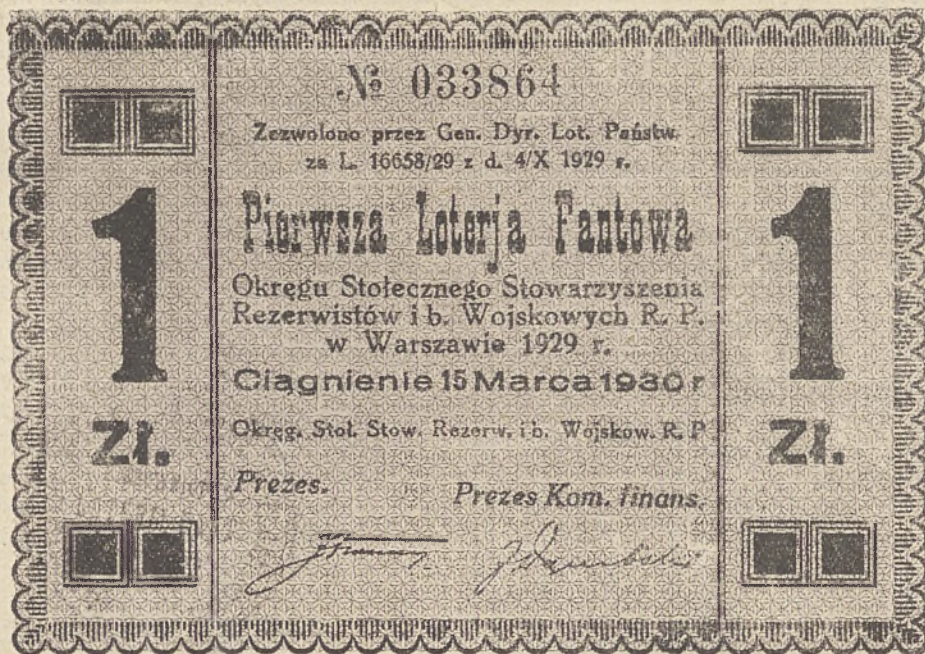 № 033864
Zezwolono przez Gen. Dyr. Lot. Państw.
za L. 16658/29 z d. 4/X 1929 r.
Pierwsza Loterja Fantowa
Okręgu Stołecznego Stowarzyszenia
Rezerwistów i b. Wojskowych R. P.
w Warszawie 1929 r.
Ciągnienie 15 Marca 1930 r
Okręg. Stoł. Stow. Rezerw. i b. Wojskow. R. P
Prezes.
Prezes Kom. finans.
1
Zł.
1
Zł.